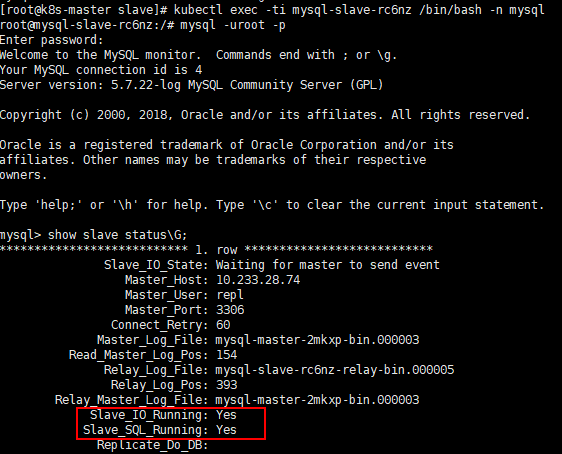 [root@k8s-master slave]# kubectl exec -ti mysql-slave-rc6nz /bin/bash -n mysql
root@mysql-slave-rc6nz:/# mysql -uroot -p
Enter password:
Welcome to the MySQL monitor.  Commands end with ; or \g.
Your MySQL connection id is 4
Server version: 5.7.22-log MySQL Community Server (GPL)

Copyright (c) 2000, 2018, Oracle and/or its affiliates. All rights reserved.

Oracle is a registered trademark of Oracle Corporation and/or its
affiliates. Other names may be trademarks of their respective
owners.

Type 'help;' or '\h' for help. Type '\c' to clear the current input statement.

mysql> show slave status\G;
*************************** 1. row ***************************
Slave_IO_State: Waiting for master to send event
Master_Host: 10.233.28.74
Master_User: repl
Master_Port: 3306
Connect_Retry: 60
Master_Log_File: mysql-master-2mkxp-bin.000003
Read_Master_Log_Pos: 154
Relay_Log_File: mysql-slave-rc6nz-relay-bin.000005
Relay_Log_Pos: 393
Relay_Master_Log_File: mysql-master-2mkxp-bin.000003
Slave_IO_Running: Yes
Slave_SQL_Running: Yes
Replicate_Do_DB: